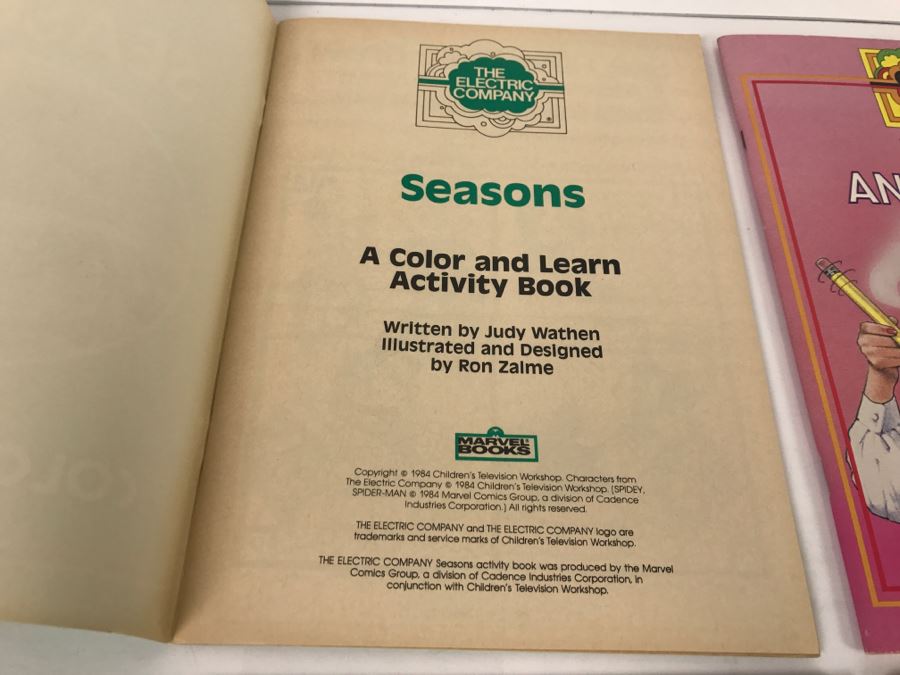 THE
ELECTRIC
COMPANY
Seasons
A Color and Learn
Activity Book
Written by Judy Wathen
Illustrated and Designed
by Ron Zalme
MARVEL
BOOKS
Copyright © 1984 Children's Television Workshop. Characters from
The Electric Company © 1984 Children's Television Workshop. (SPIDEY,
SPIDER-MAN © 1984 Marvel Comics Group, a division of Cadence
Industries Corporation.) All rights reserved.
THE ELECTRIC COMPANY and THE ELECTRIC COMPANY logo are
trademarks and service marks of Children's Television Workshop.
THE ELECTRIC COMPANY Seasons activity book was produced by the Marvel
Comics Group, a division of Cadence Industries Corporation, in
conjunction with Children's Television Workshop.
AN